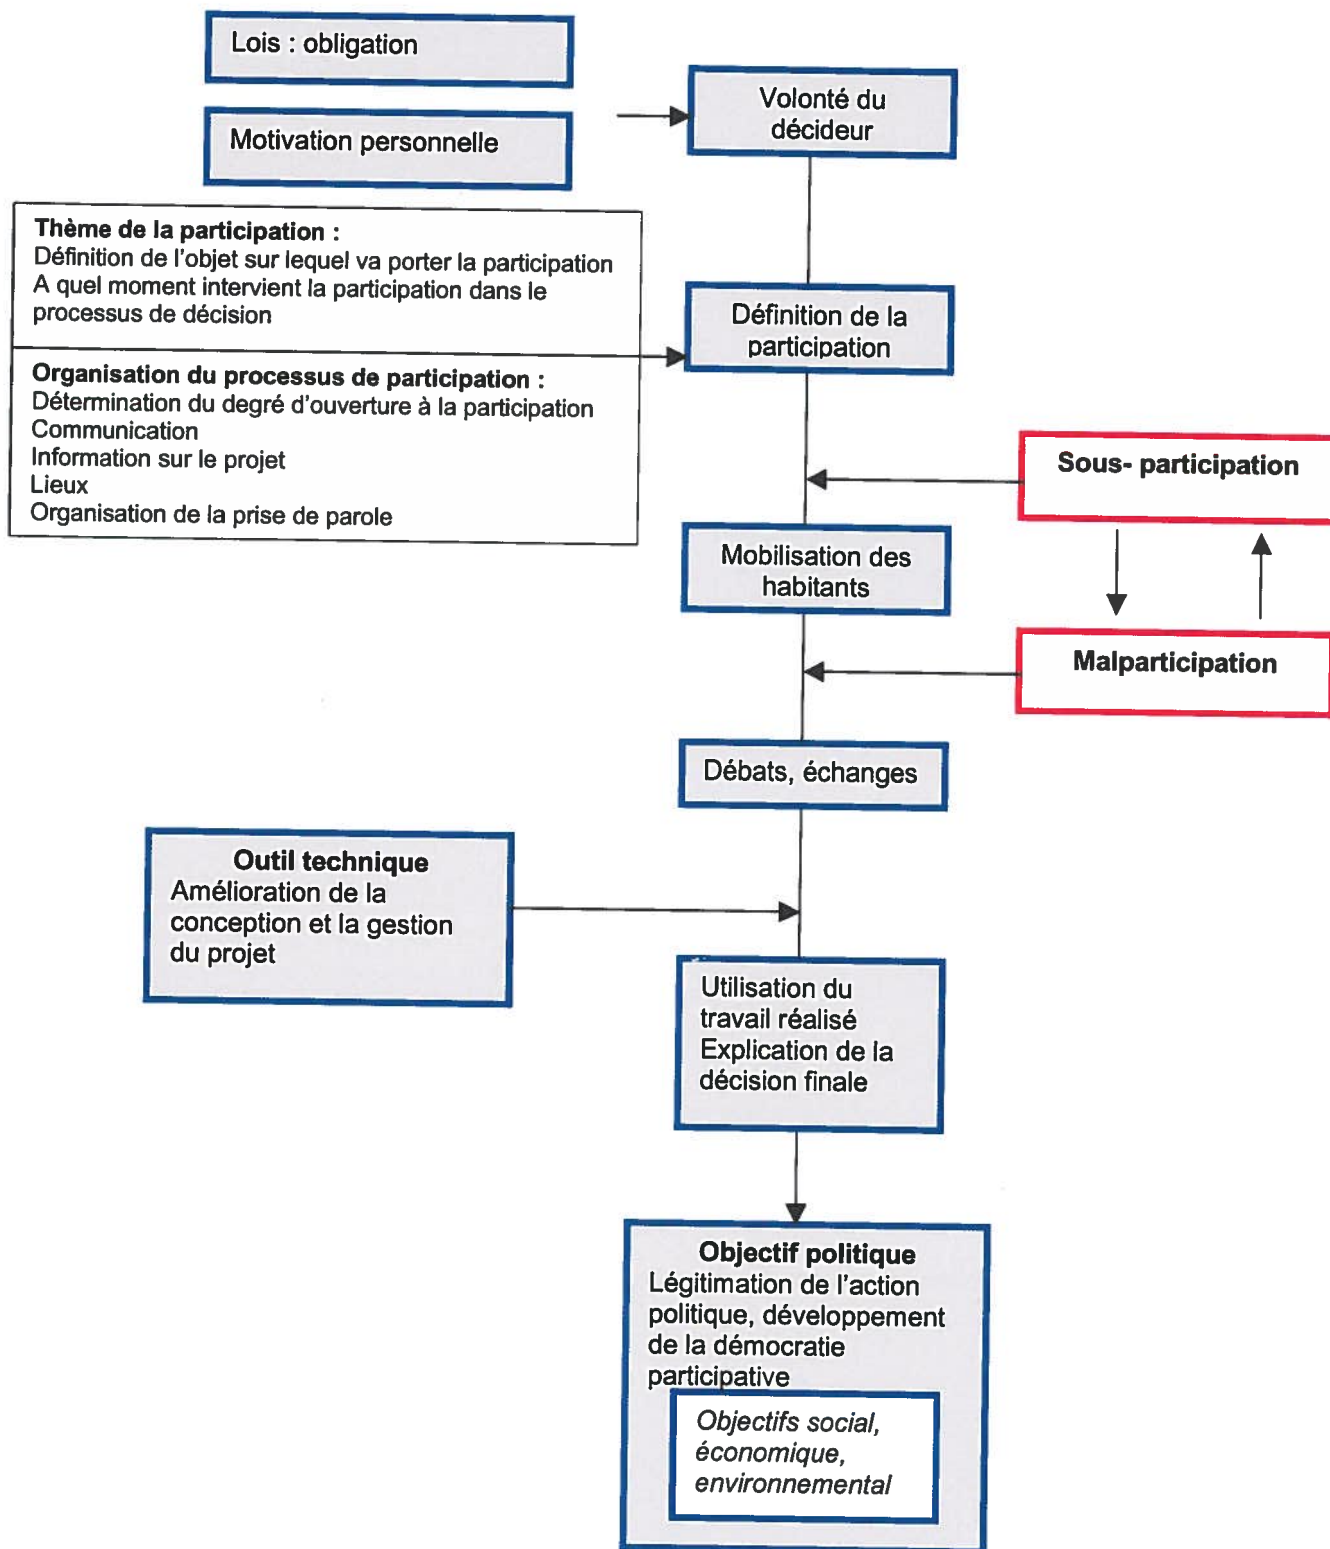 Lois : obligation
Motivation personnelle
Volonté du
décideur
Thème de la participation :
Définition de l'objet sur lequel va porter la participation
A quel moment intervient la participation dans le
processus de décision
Organisation du processus de participation :
Détermination du degré d'ouverture à la participation
Communication
Information sur le projet
Lieux
Organisation de la prise de parole
Définition de la
participation
Sous- participation
Mobilisation des
habitants
Malparticipation
Débats, échanges
Outil technique
Amélioration de la
conception et la gestion
du projet
Utilisation du
travail réalisé
Explication de la
décision finale
Objectif politique
Légitimation de l'action
politique, développement
de la démocratie
participative
Objectifs social,
économique,
environnemental